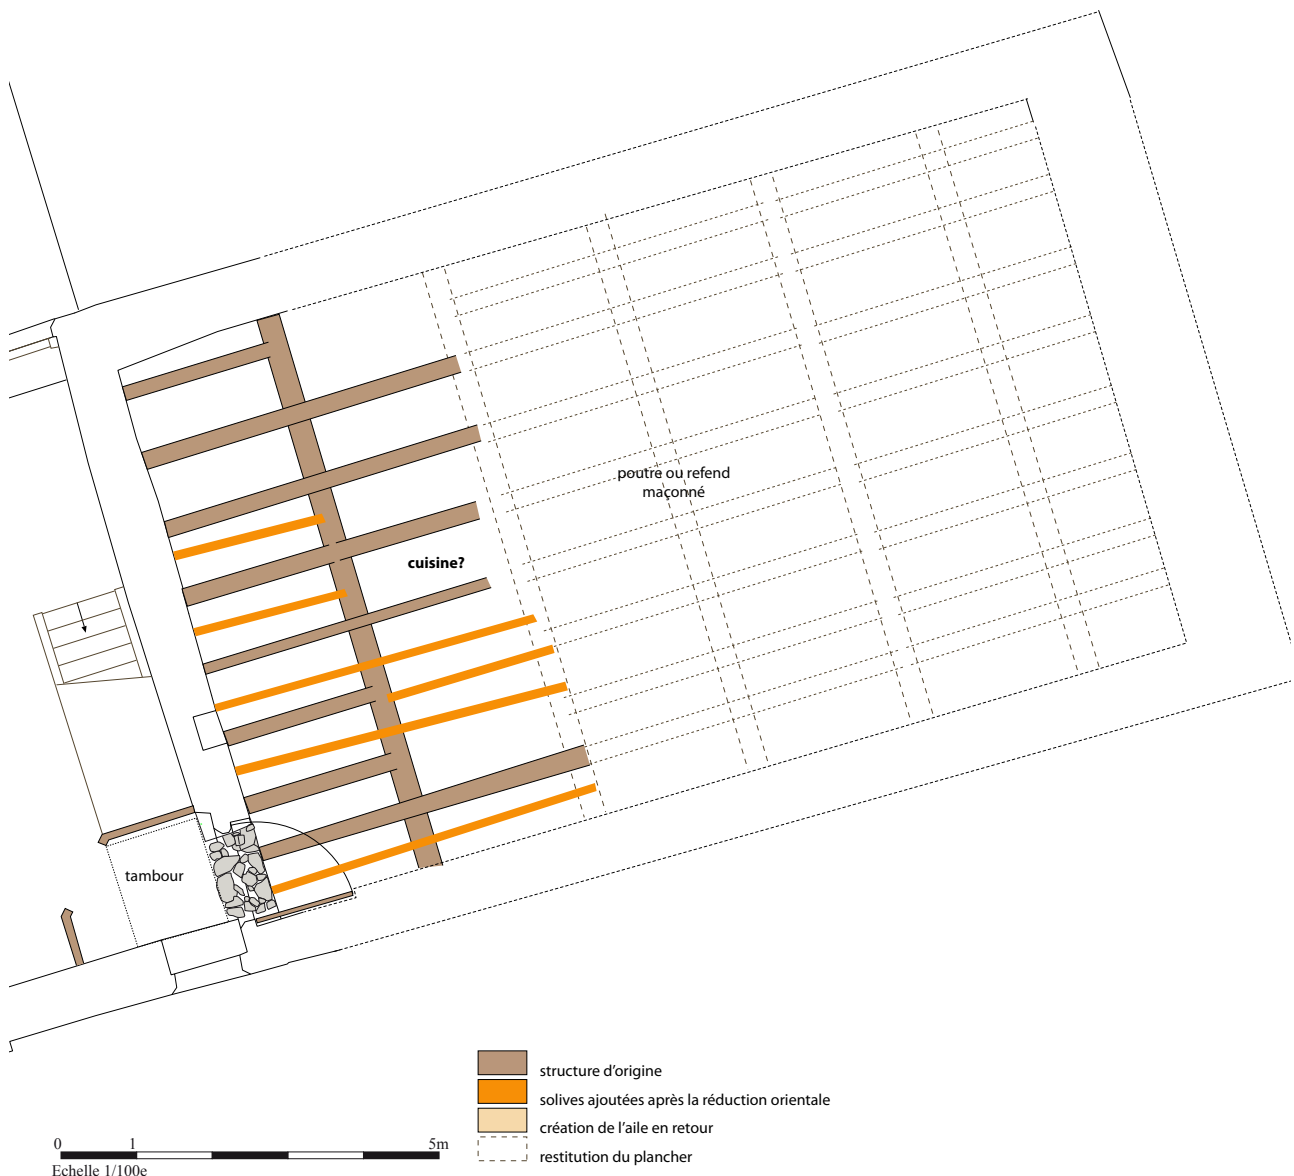 poutre ou refend
maçonné
cuisine?
tambour
structure d'origine
solives ajoutées après la réduction orientale
création de l'aile en retour
restitution du plancher
0 1 5m
Echelle 1/100e